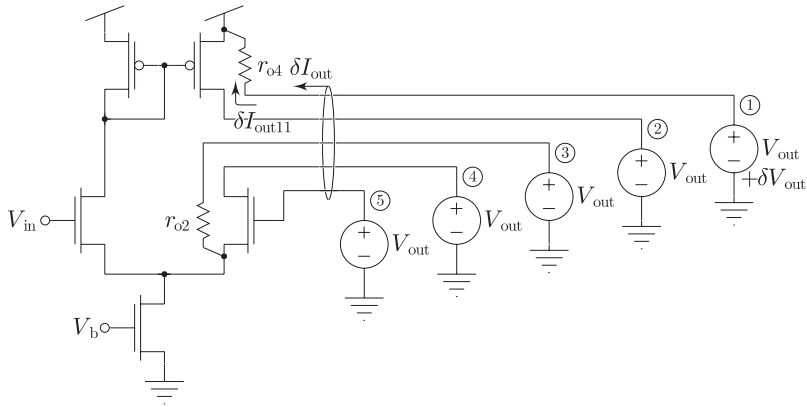 r_o4 δI_out
①
δI_out11
②
V_out
+δV_out
③
V_out
④
V_out
⑤
V_out
V_out
V_in
r_o2
V_b